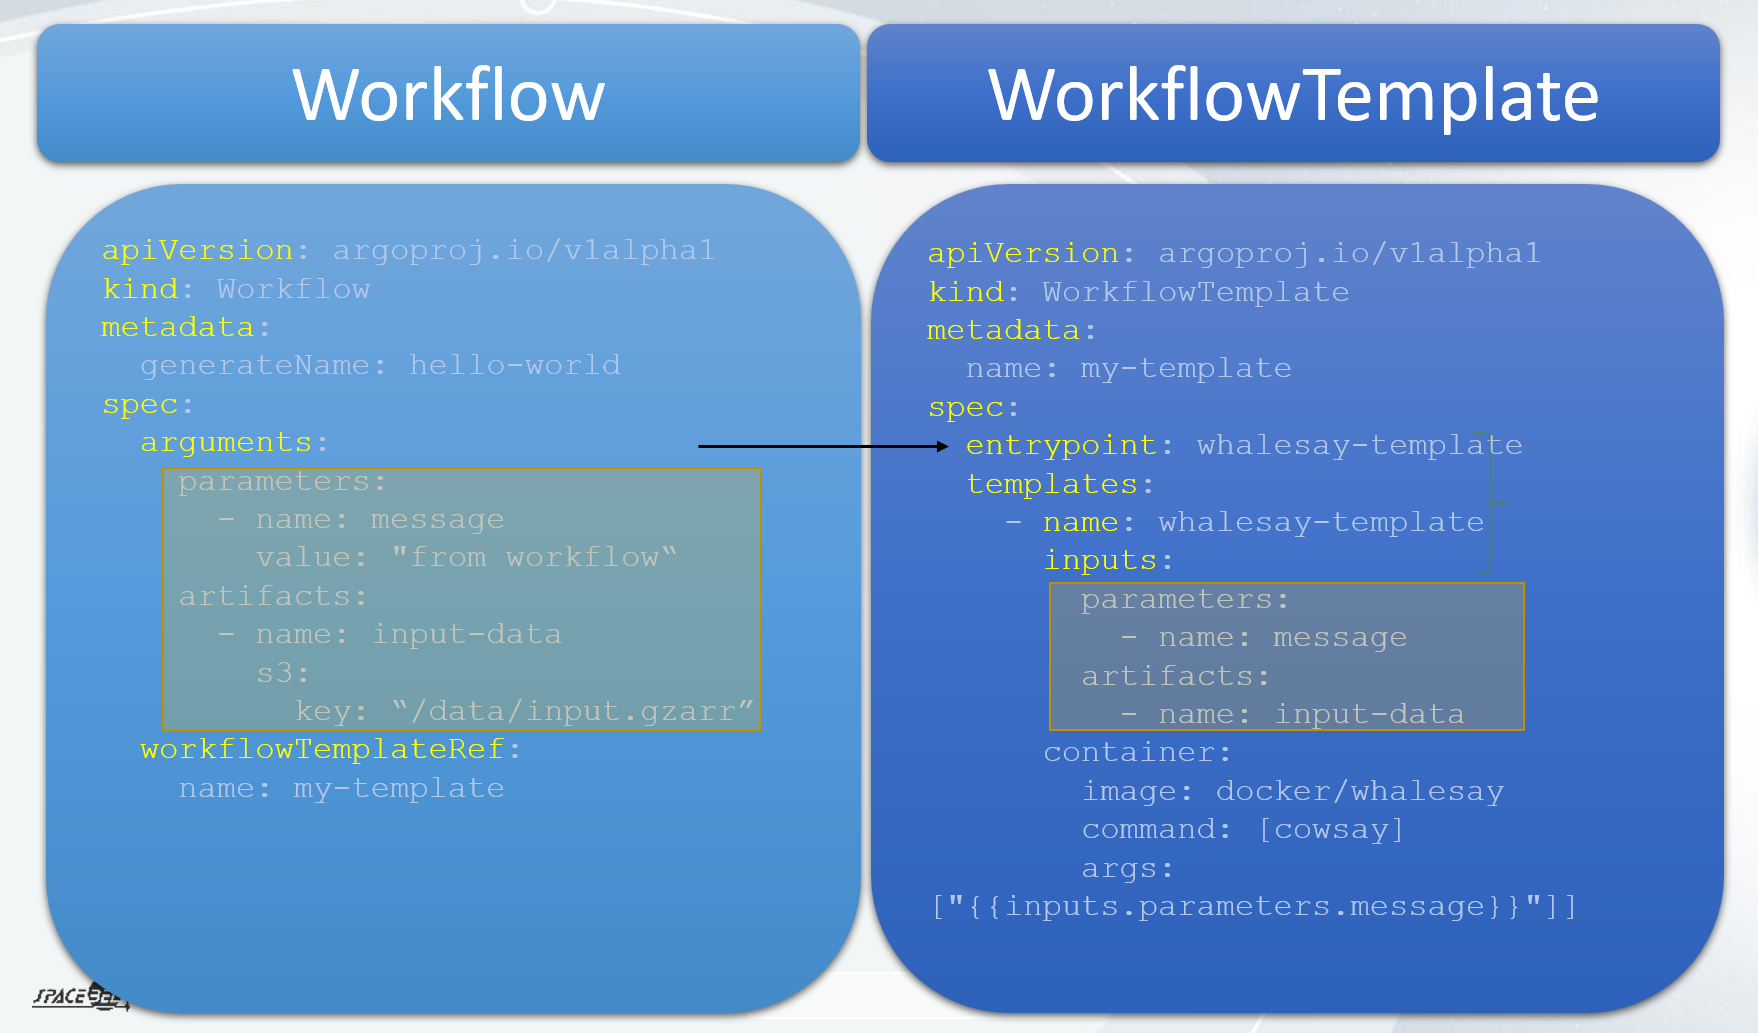 Workflow
apiVersion: argoproj.io/v1alpha1
kind: Workflow
metadata:
  generateName: hello-world
spec:
  arguments:
    parameters:
      - name: message
        value: "from workflow“
    artifacts:
      - name: input-data
        s3:
          key: “/data/input.gzarr”
  workflowTemplateRef:
    name: my-template
WorkflowTemplate
apiVersion: argoproj.io/v1alpha1
kind: WorkflowTemplate
metadata:
  name: my-template
spec:
  entrypoint: whalesay-template
  templates:
    - name: whalesay-template
      inputs:
        parameters:
          - name: message
        artifacts:
          - name: input-data
      container:
        image: docker/whalesay
        command: [cowsay]
        args:
["{{inputs.parameters.message}}"]]
SPACE